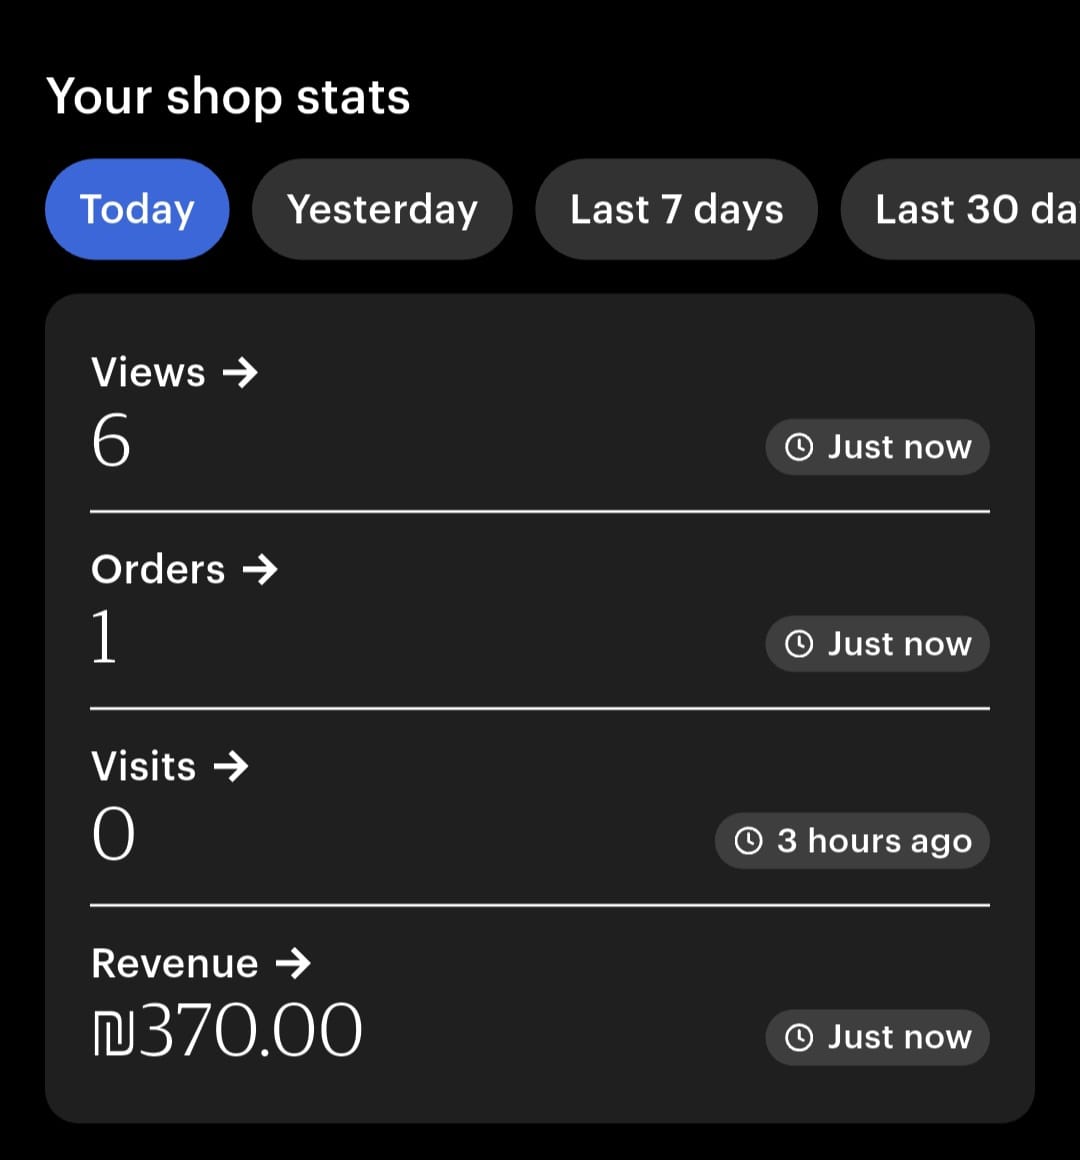 Your shop stats
Today Yesterday Last 7 days Last 30 da
Views →
6 Just now
Orders →
1 Just now
Visits →
0 3 hours ago
Revenue →
₪370.00 Just now